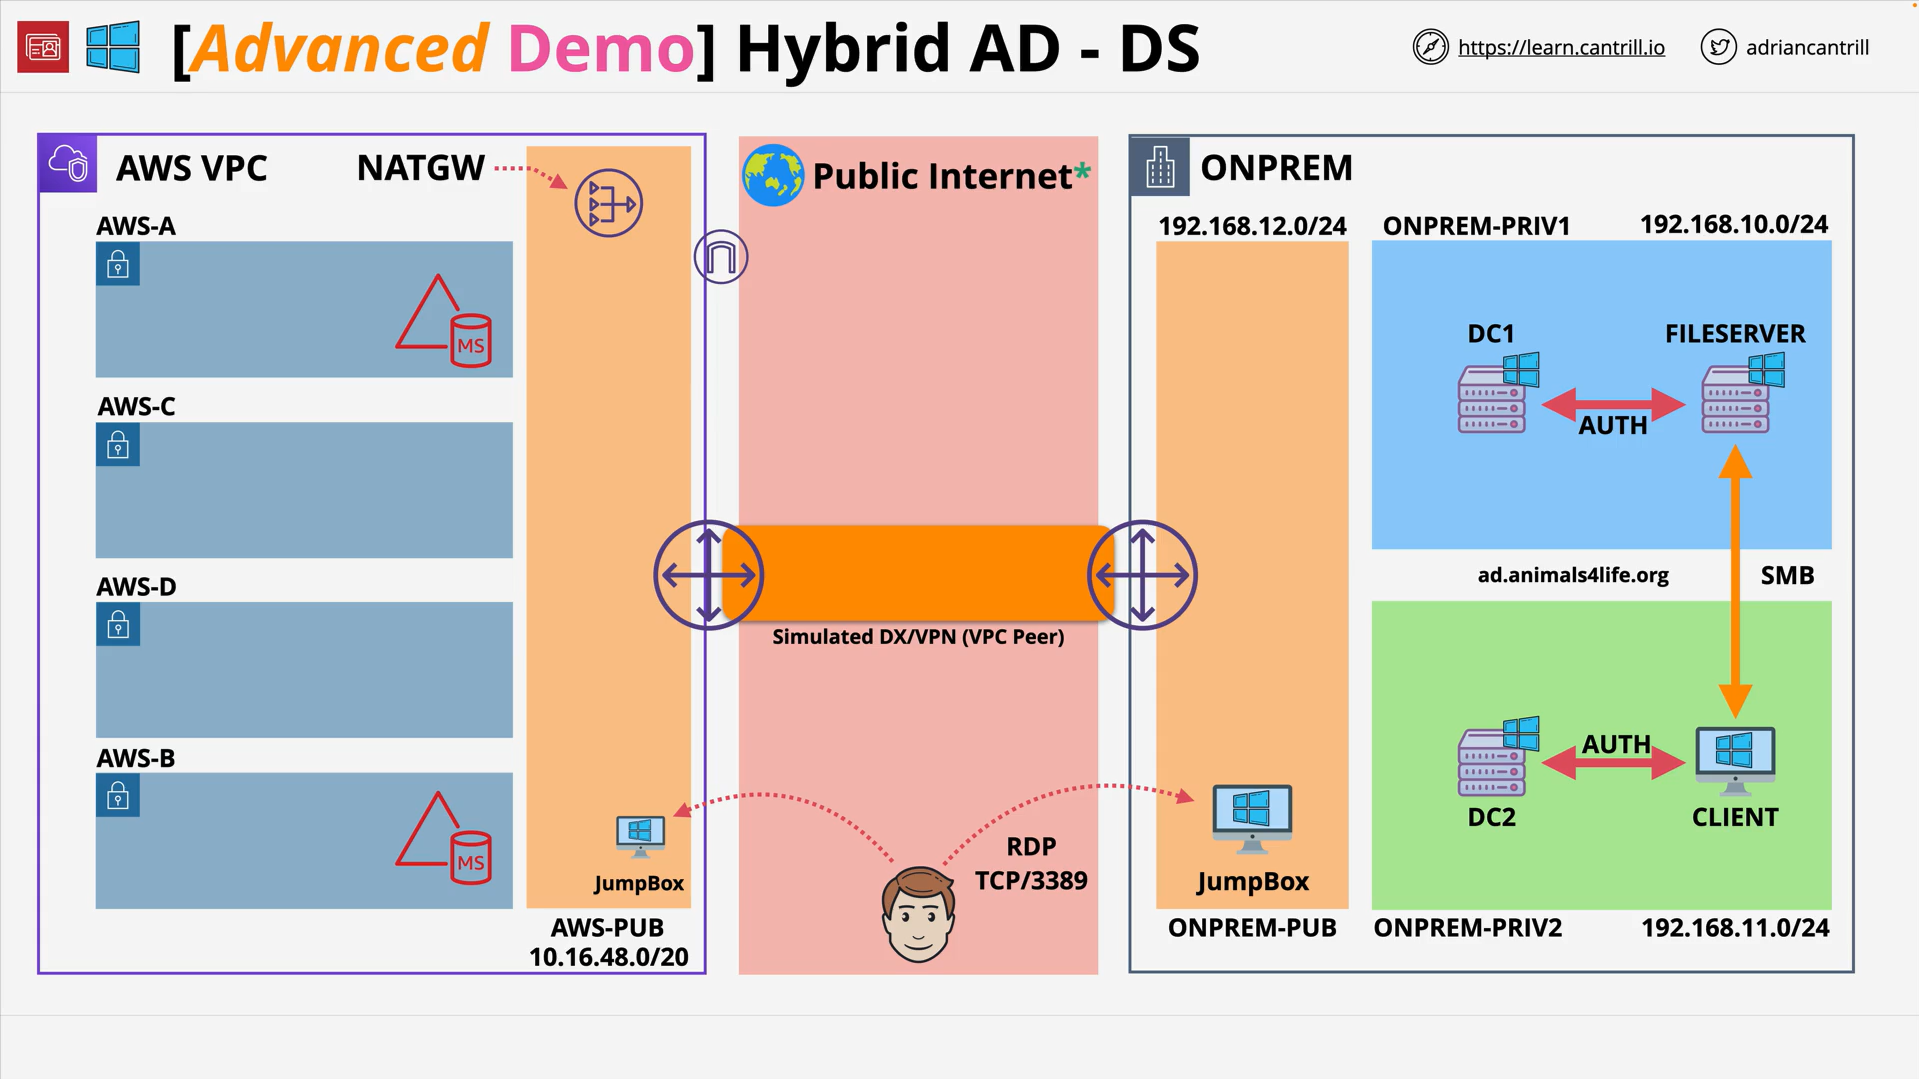 [Advanced Demo] Hybrid AD - DS
https://learn.cantrill.io
adriancantrill
AWS VPC
NATGW
AWS-A
MS
AWS-C
AWS-D
AWS-B
MS
JumpBox
AWS-PUB
10.16.48.0/20
Public Internet*
Simulated DX/VPN (VPC Peer)
RDP
TCP/3389
ONPREM
192.168.12.0/24
ONPREM-PRIV1
192.168.10.0/24
DC1
FILESERVER
AUTH
ad.animals4life.org
SMB
AUTH
DC2
CLIENT
JumpBox
ONPREM-PUB
ONPREM-PRIV2
192.168.11.0/24